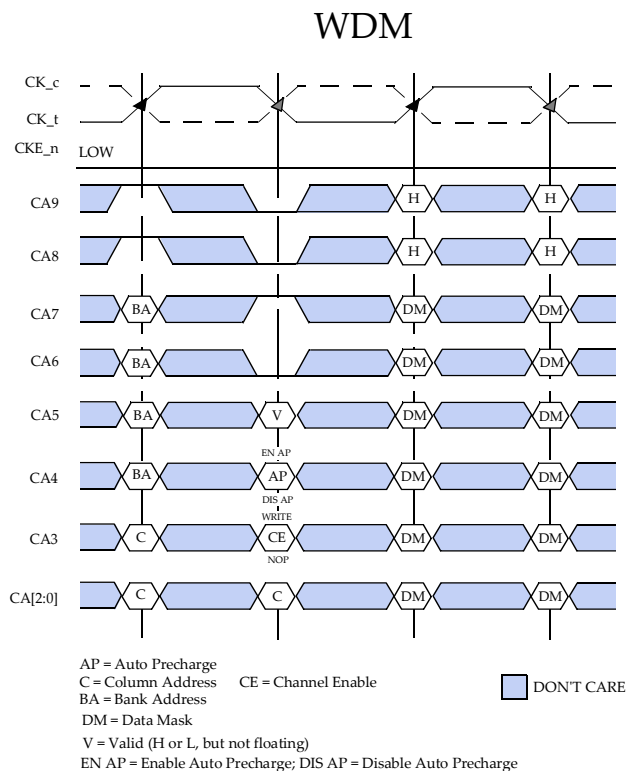 WDM
CK_c
CK_t
CKE_n LOW
CA9 H H
CA8 H H
CA7 BA DM DM
CA6 BA DM DM
CA5 BA V DM DM
EN AP
CA4 BA AP DM DM
DIS AP
WRITE
CA3 C CE DM DM
NOP
CA[2:0] C C DM DM
AP = Auto Precharge
C = Column Address CE = Channel Enable
BA = Bank Address
DM = Data Mask
V = Valid (H or L, but not floating)
EN AP = Enable Auto Precharge; DIS AP = Disable Auto Precharge
DON'T CARE